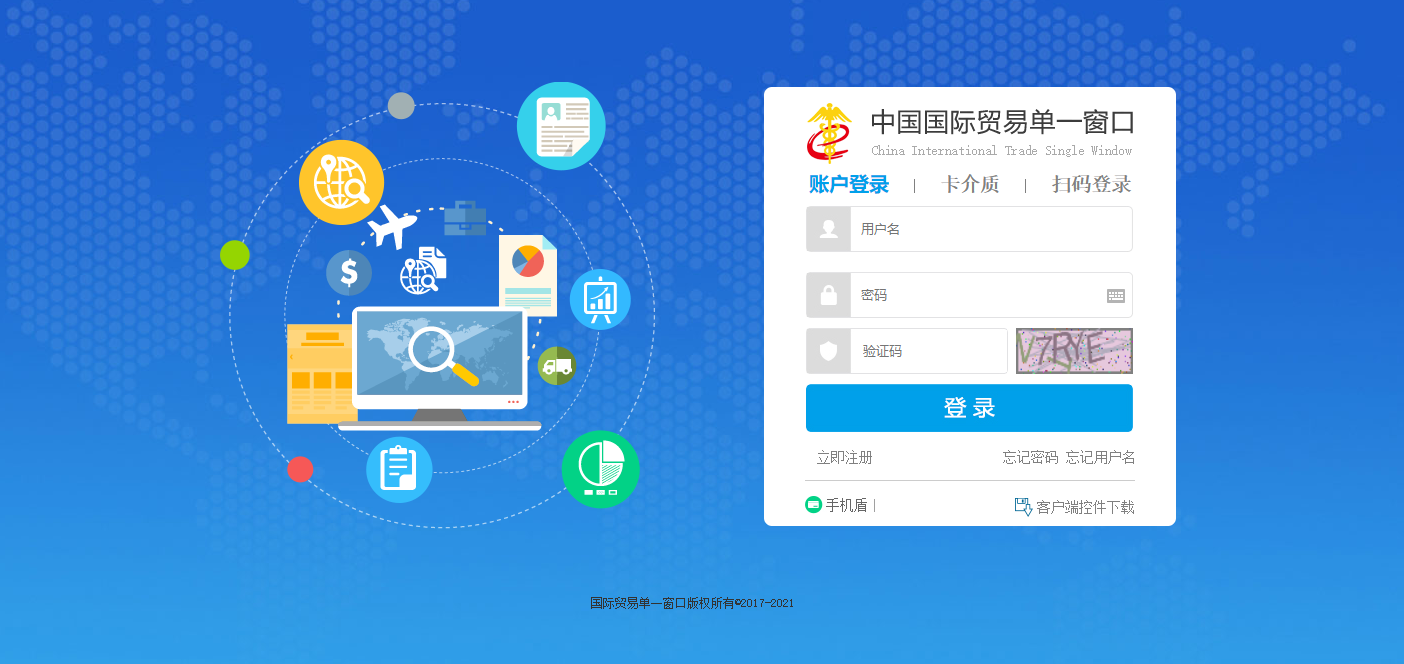 中国国际贸易单一窗口
China International Trade Single Window
账户登录 | 卡介质 | 扫码登录
用户名
密码
验证码 V7RYE
登录
立即注册 忘记密码 忘记用户名
手机盾 | 客户端控件下载
国际贸易单一窗口版权所有©2017-2021